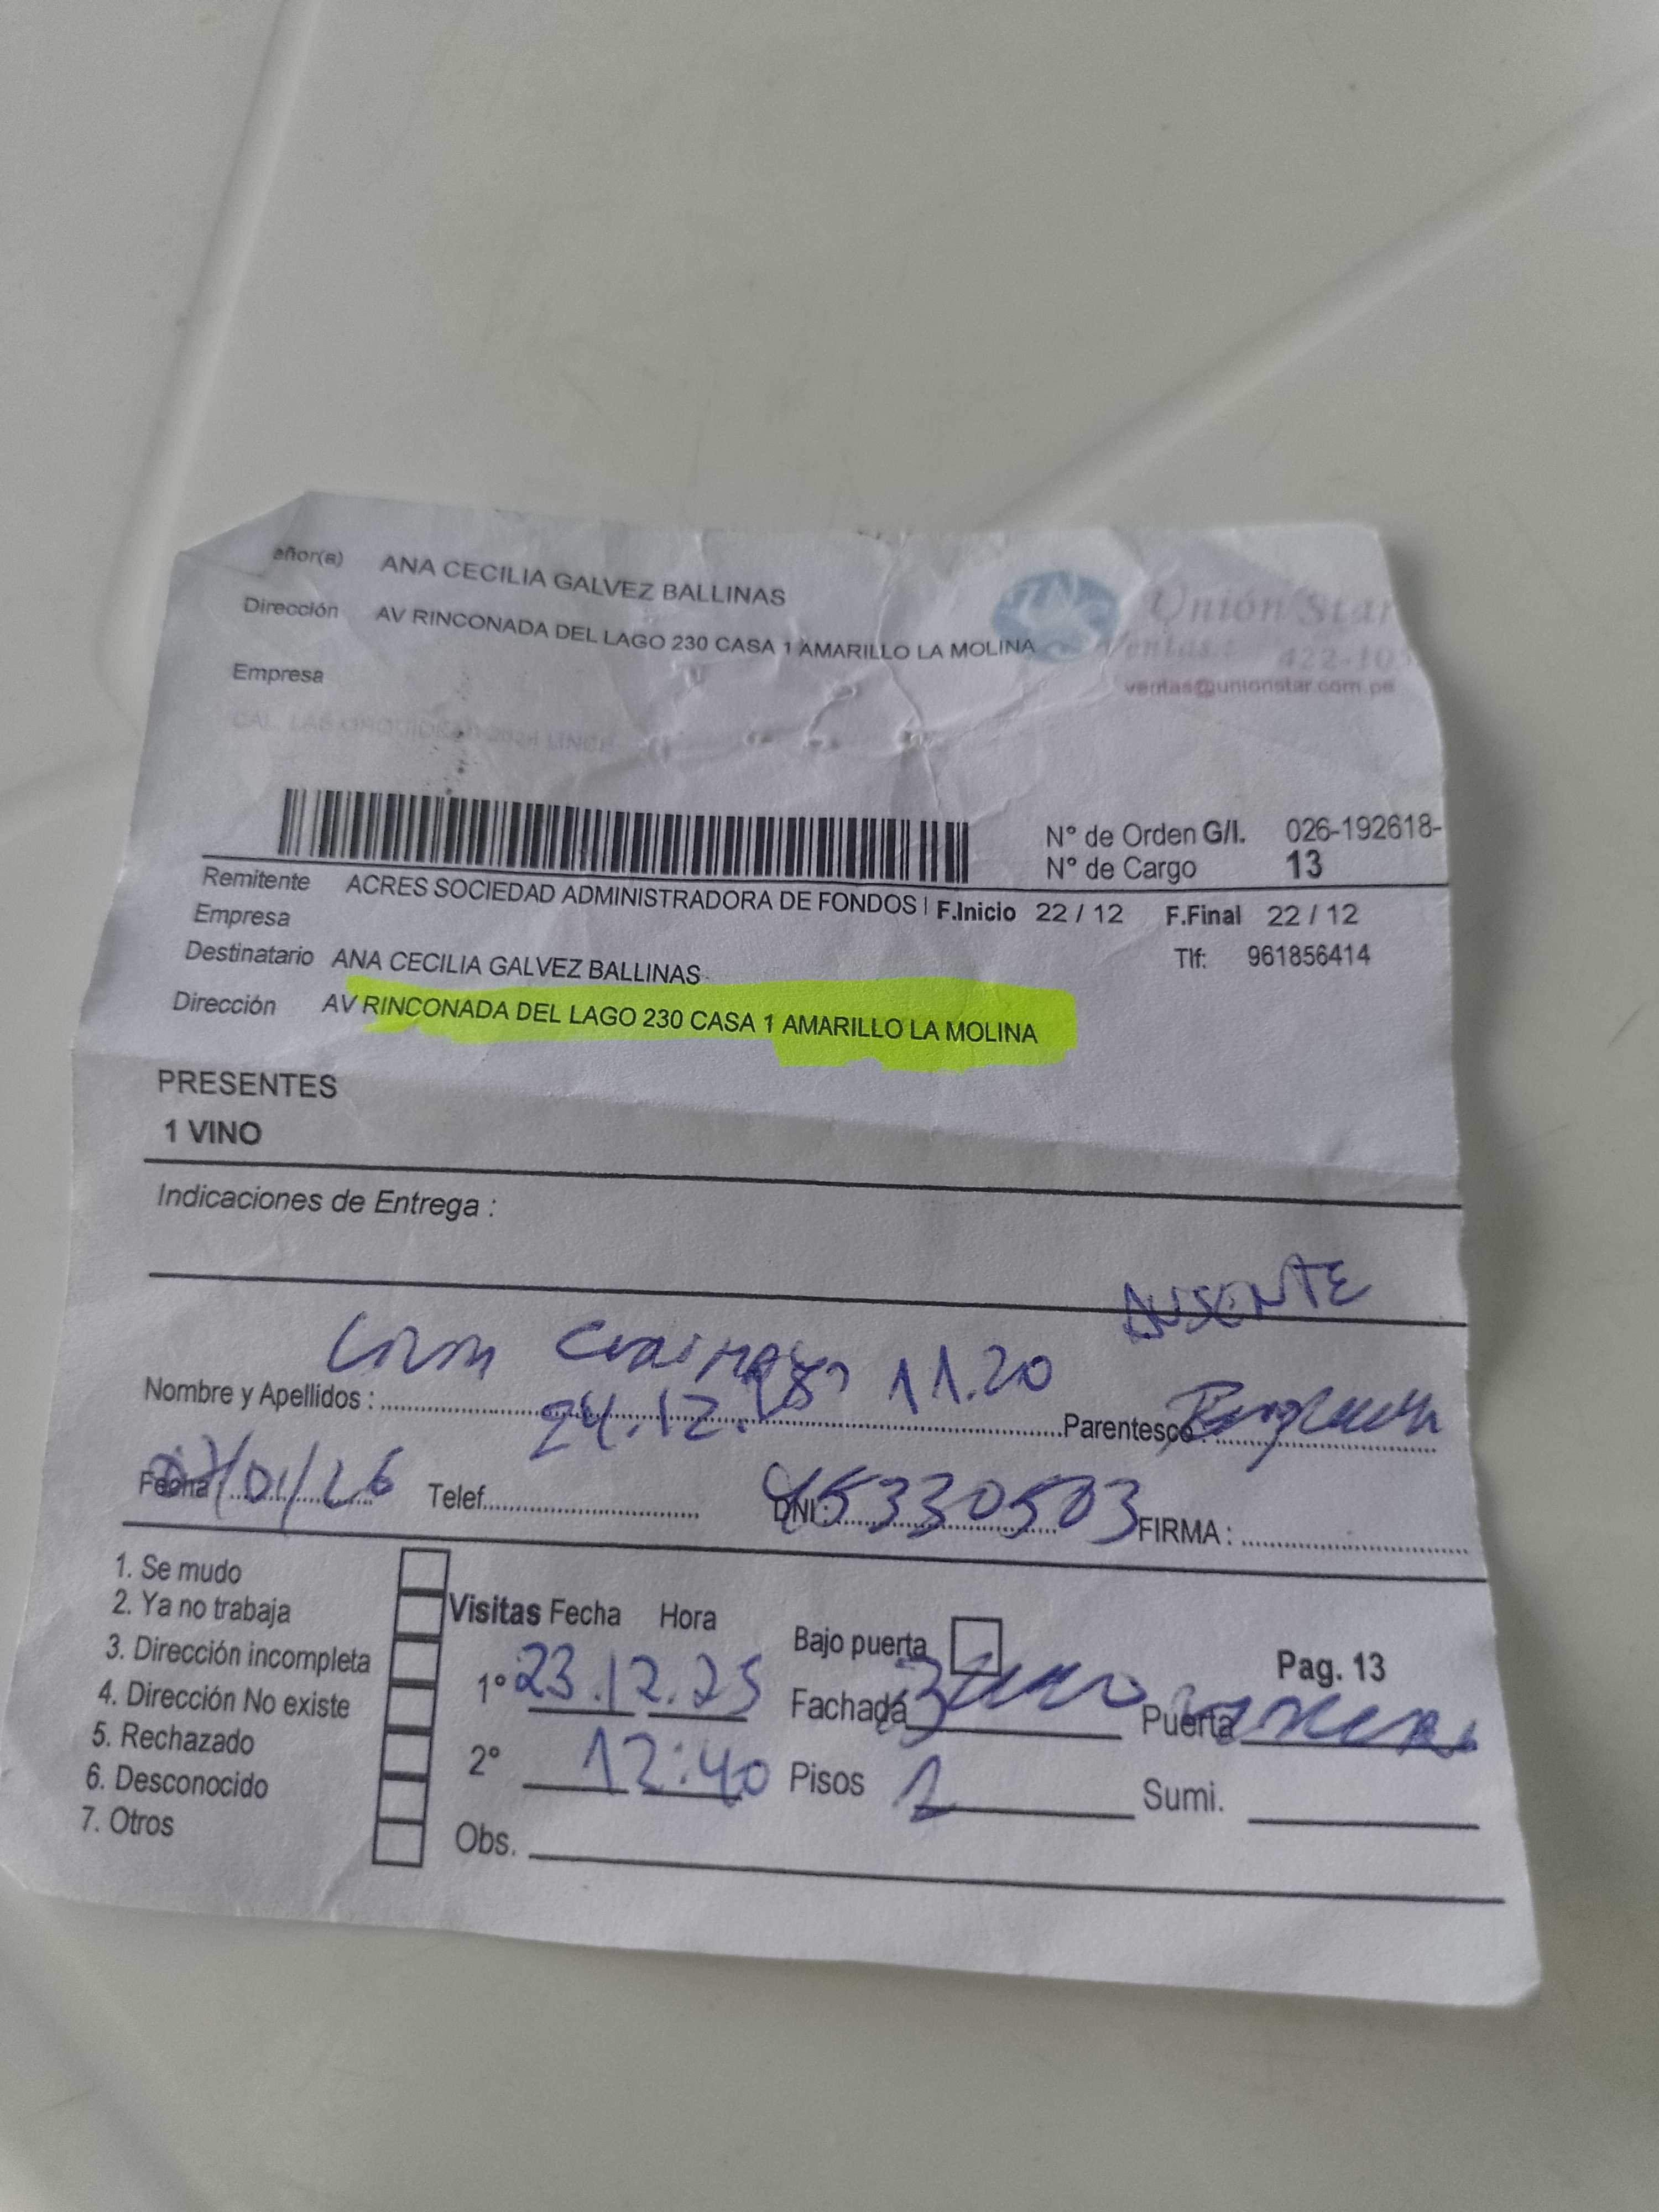 eñor(a) ANA CECILIA GALVEZ BALLINAS
Dirección AV RINCONADA DEL LAGO 230 CASA 1 AMARILLO LA MOLINA
Unión Star
Ventas: 422-105
ventas@unionstar.com.pe
Empresa
N° de Orden G/I. 026-192618-
N° de Cargo 13
Remitente ACRES SOCIEDAD ADMINISTRADORA DE FONDOS I F.Inicio 22 / 12 F.Final 22 / 12
Empresa
Destinatario ANA CECILIA GALVEZ BALLINAS Tlf: 961856414
Dirección AV RINCONADA DEL LAGO 230 CASA 1 AMARILLO LA MOLINA
PRESENTES
1 VINO
Indicaciones de Entrega :
AUSENTE
11.20
Nombre y Apellidos : 24.12. Parentesco :
Fecha 07/01/26 Telef. DNI: 45330503 FIRMA :
1. Se mudo
2. Ya no trabaja
3. Dirección incompleta
4. Dirección No existe
5. Rechazado
6. Desconocido
7. Otros
Visitas Fecha Hora Bajo puerta Pag. 13
1° 23.12.25 Fachada Puerta
2° 12:40 Pisos 2 Sumi.
Obs.